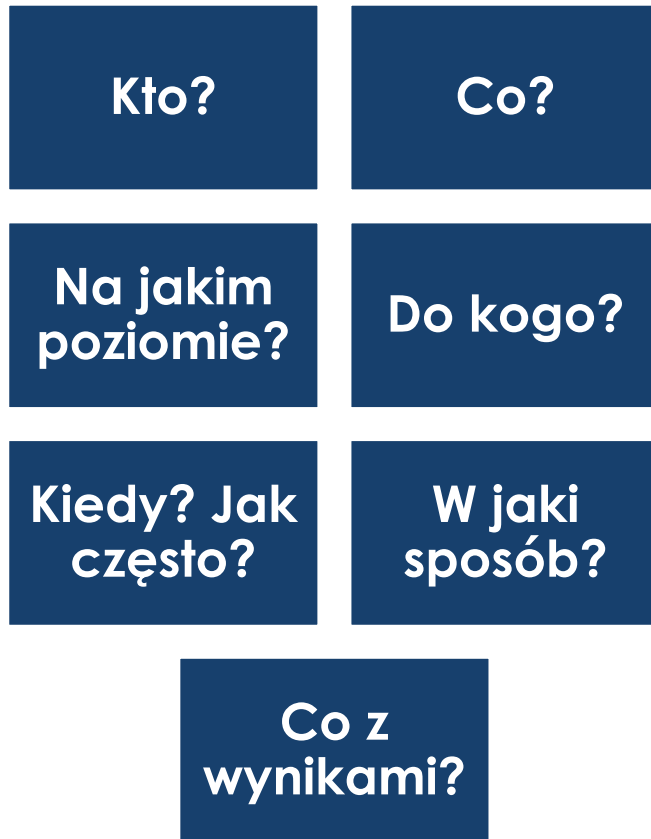 Kto?
Co?
Na jakim
poziomie?
Do kogo?
Kiedy? Jak
często?
W jaki
sposób?
Co z
wynikami?